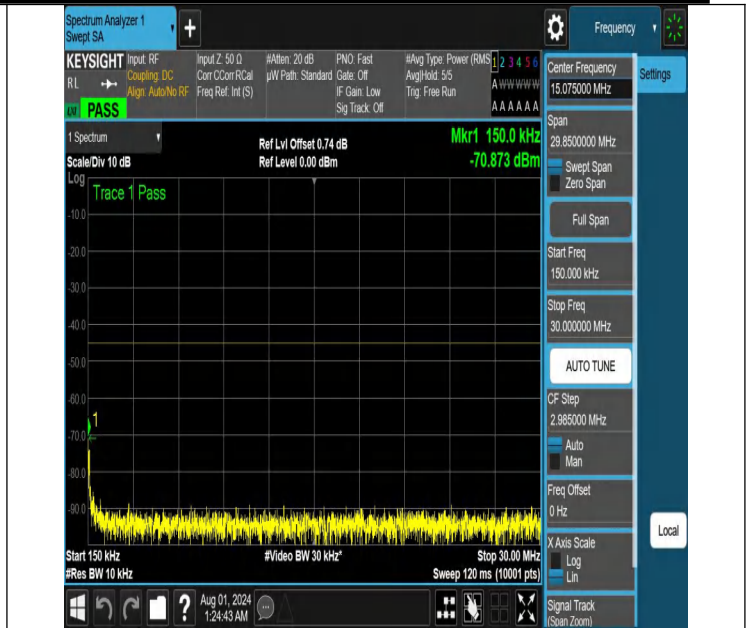 Spectrum Analyzer 1
Swept SA
+
Frequency
KEYSIGHT
RL
PASS
Input: RF
Coupling: DC
Align: Auto/No RF
Input Z: 50 Ω
Corr CCorr RCal
Freq Ref: Int (S)
#Atten: 20 dB
µW Path: Standard
PNO: Fast
Gate: Off
IF Gain: Low
Sig Track: Off
#Avg Type: Power (RMS
Avg|Hold: 5/5
Trig: Free Run
1 2 3 4 5 6
A W W W W W
A A A A A A
Center Frequency
15.075000 MHz
Settings
1 Spectrum
Scale/Div 10 dB
Ref Lvl Offset 0.74 dB
Ref Level 0.00 dBm
Mkr1 150.0 kHz
-70.873 dBm
Span
29.8500000 MHz
Swept Span
Zero Span
Full Span
Start Freq
150.000 kHz
Stop Freq
30.000000 MHz
AUTO TUNE
CF Step
2.985000 MHz
Auto
Man
Freq Offset
0 Hz
X Axis Scale
Log
Lin
Signal Track
(Span Zoom)
Local
Log
Trace 1 Pass
-10.0
-20.0
-30.0
-40.0
-50.0
-60.0
1
-70.0
-80.0
-90.0
Start 150 kHz
#Video BW 30 kHz*
Stop 30.00 MHz
#Res BW 10 kHz
Sweep 120 ms (10001 pts)
?
Aug 01, 2024
1:24:43 AM